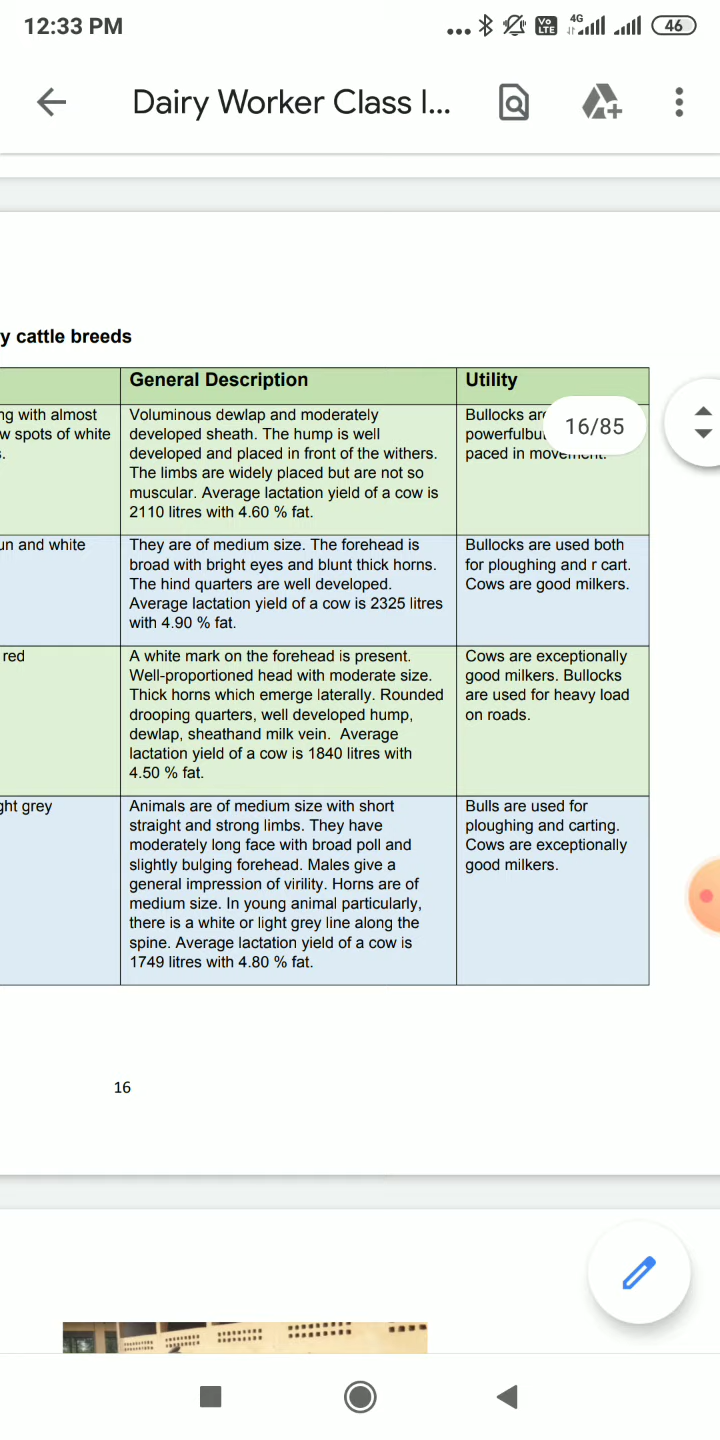 12:33 PM
... Vo LTE 4G 46
Dairy Worker Class I...
y cattle breeds
General Description
Utility
ng with almost
w spots of white
Voluminous dewlap and moderately
developed sheath. The hump is well
developed and placed in front of the withers.
The limbs are widely placed but are not so
muscular. Average lactation yield of a cow is
2110 litres with 4.60 % fat.
Bullocks are
paced in movement.
16/85
un and white
They are of medium size. The forehead is
broad with bright eyes and blunt thick horns.
The hind quarters are well developed.
Average lactation yield of a cow is 2325 litres
with 4.90 % fat.
Bullocks are used both
for ploughing and r cart.
Cows are good milkers.
red
A white mark on the forehead is present.
Well-proportioned head with moderate size.
Thick horns which emerge laterally. Rounded
drooping quarters, well developed hump,
dewlap, sheathand milk vein. Average
lactation yield of a cow is 1840 litres with
4.50 % fat.
Cows are exceptionally
good milkers. Bullocks
are used for heavy load
on roads.
ght grey
Animals are of medium size with short
straight and strong limbs. They have
moderately long face with broad poll and
slightly bulging forehead. Males give a
general impression of virility. Horns are of
medium size. In young animal particularly,
there is a white or light grey line along the
spine. Average lactation yield of a cow is
1749 litres with 4.80 % fat.
Bulls are used for
ploughing and carting.
Cows are exceptionally
good milkers.
16